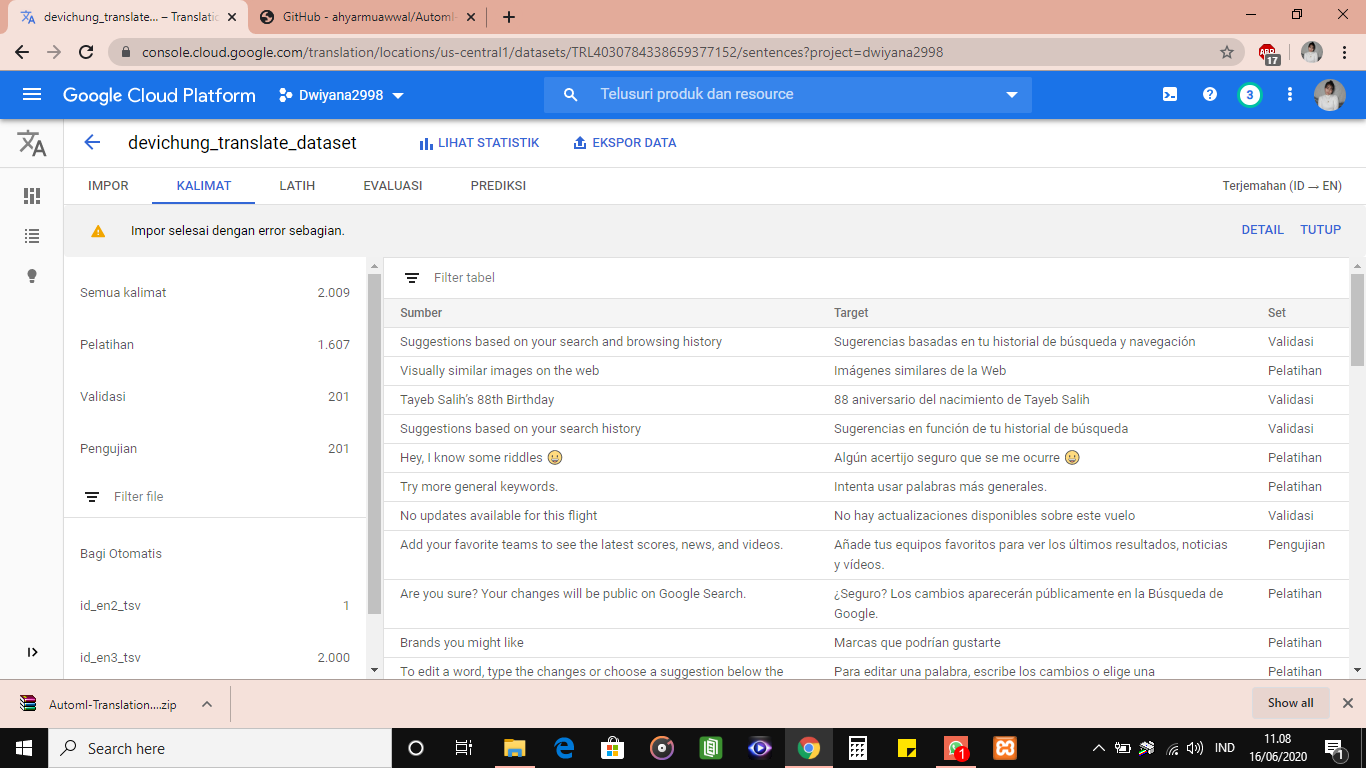 devichung_translate... – Translatio
GitHub - ahyarmuawwal/Automl-
console.cloud.google.com/translation/locations/us-central1/datasets/TRL4030784338659377152/sentences?project=dwiyana2998
17
Google Cloud Platform
Dwiyana2998
Telusuri produk dan resource
3
devichung_translate_dataset
LIHAT STATISTIK
EKSPOR DATA
IMPOR
KALIMAT
LATIH
EVALUASI
PREDIKSI
Terjemahan (ID → EN)
Impor selesai dengan error sebagian.
DETAIL
TUTUP
Semua kalimat 2.009
Pelatihan 1.607
Validasi 201
Pengujian 201
Filter file
Bagi Otomatis
id_en2_tsv 1
id_en3_tsv 2.000
Filter tabel
Sumber Target Set
Suggestions based on your search and browsing history Sugerencias basadas en tu historial de búsqueda y navegación Validasi
Visually similar images on the web Imágenes similares de la Web Pelatihan
Tayeb Salih's 88th Birthday 88 aniversario del nacimiento de Tayeb Salih Validasi
Suggestions based on your search history Sugerencias en función de tu historial de búsqueda Validasi
Hey, I know some riddles 😀 Algún acertijo seguro que se me ocurre 😀 Pelatihan
Try more general keywords. Intenta usar palabras más generales. Pelatihan
No updates available for this flight No hay actualizaciones disponibles sobre este vuelo Validasi
Add your favorite teams to see the latest scores, news, and videos. Añade tus equipos favoritos para ver los últimos resultados, noticias Pengujian
y vídeos.
Are you sure? Your changes will be public on Google Search. ¿Seguro? Los cambios aparecerán públicamente en la Búsqueda de Pelatihan
Google.
Brands you might like Marcas que podrían gustarte Pelatihan
To edit a word, type the changes or choose a suggestion below the Para editar una palabra, escribe los cambios o elige una Pelatihan
Automl-Translation....zip
Show all
Search here
1
IND
11.08
16/06/2020
1